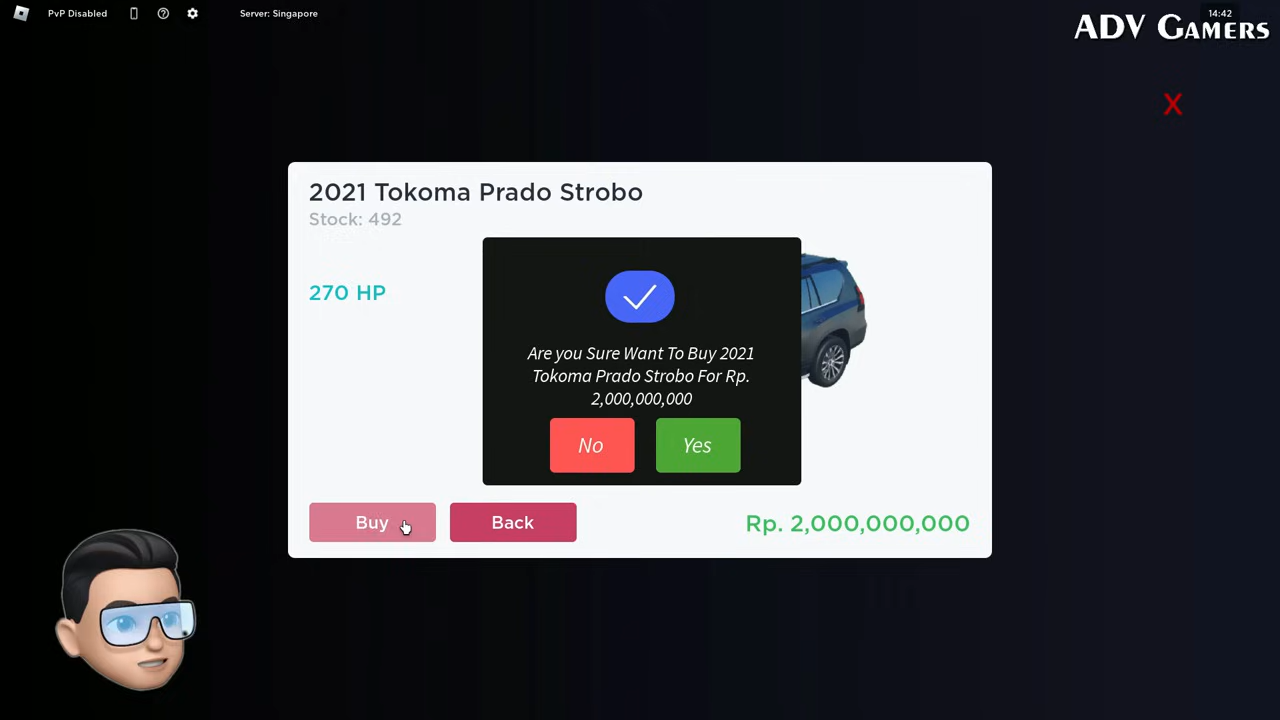 PvP Disabled
Server: Singapore
14:42
ADV Gamers
X
2021 Tokoma Prado Strobo
Stock: 492
270 HP
Are you Sure Want To Buy 2021
Tokoma Prado Strobo For Rp.
2,000,000,000
No
Yes
Buy
Back
Rp. 2,000,000,000